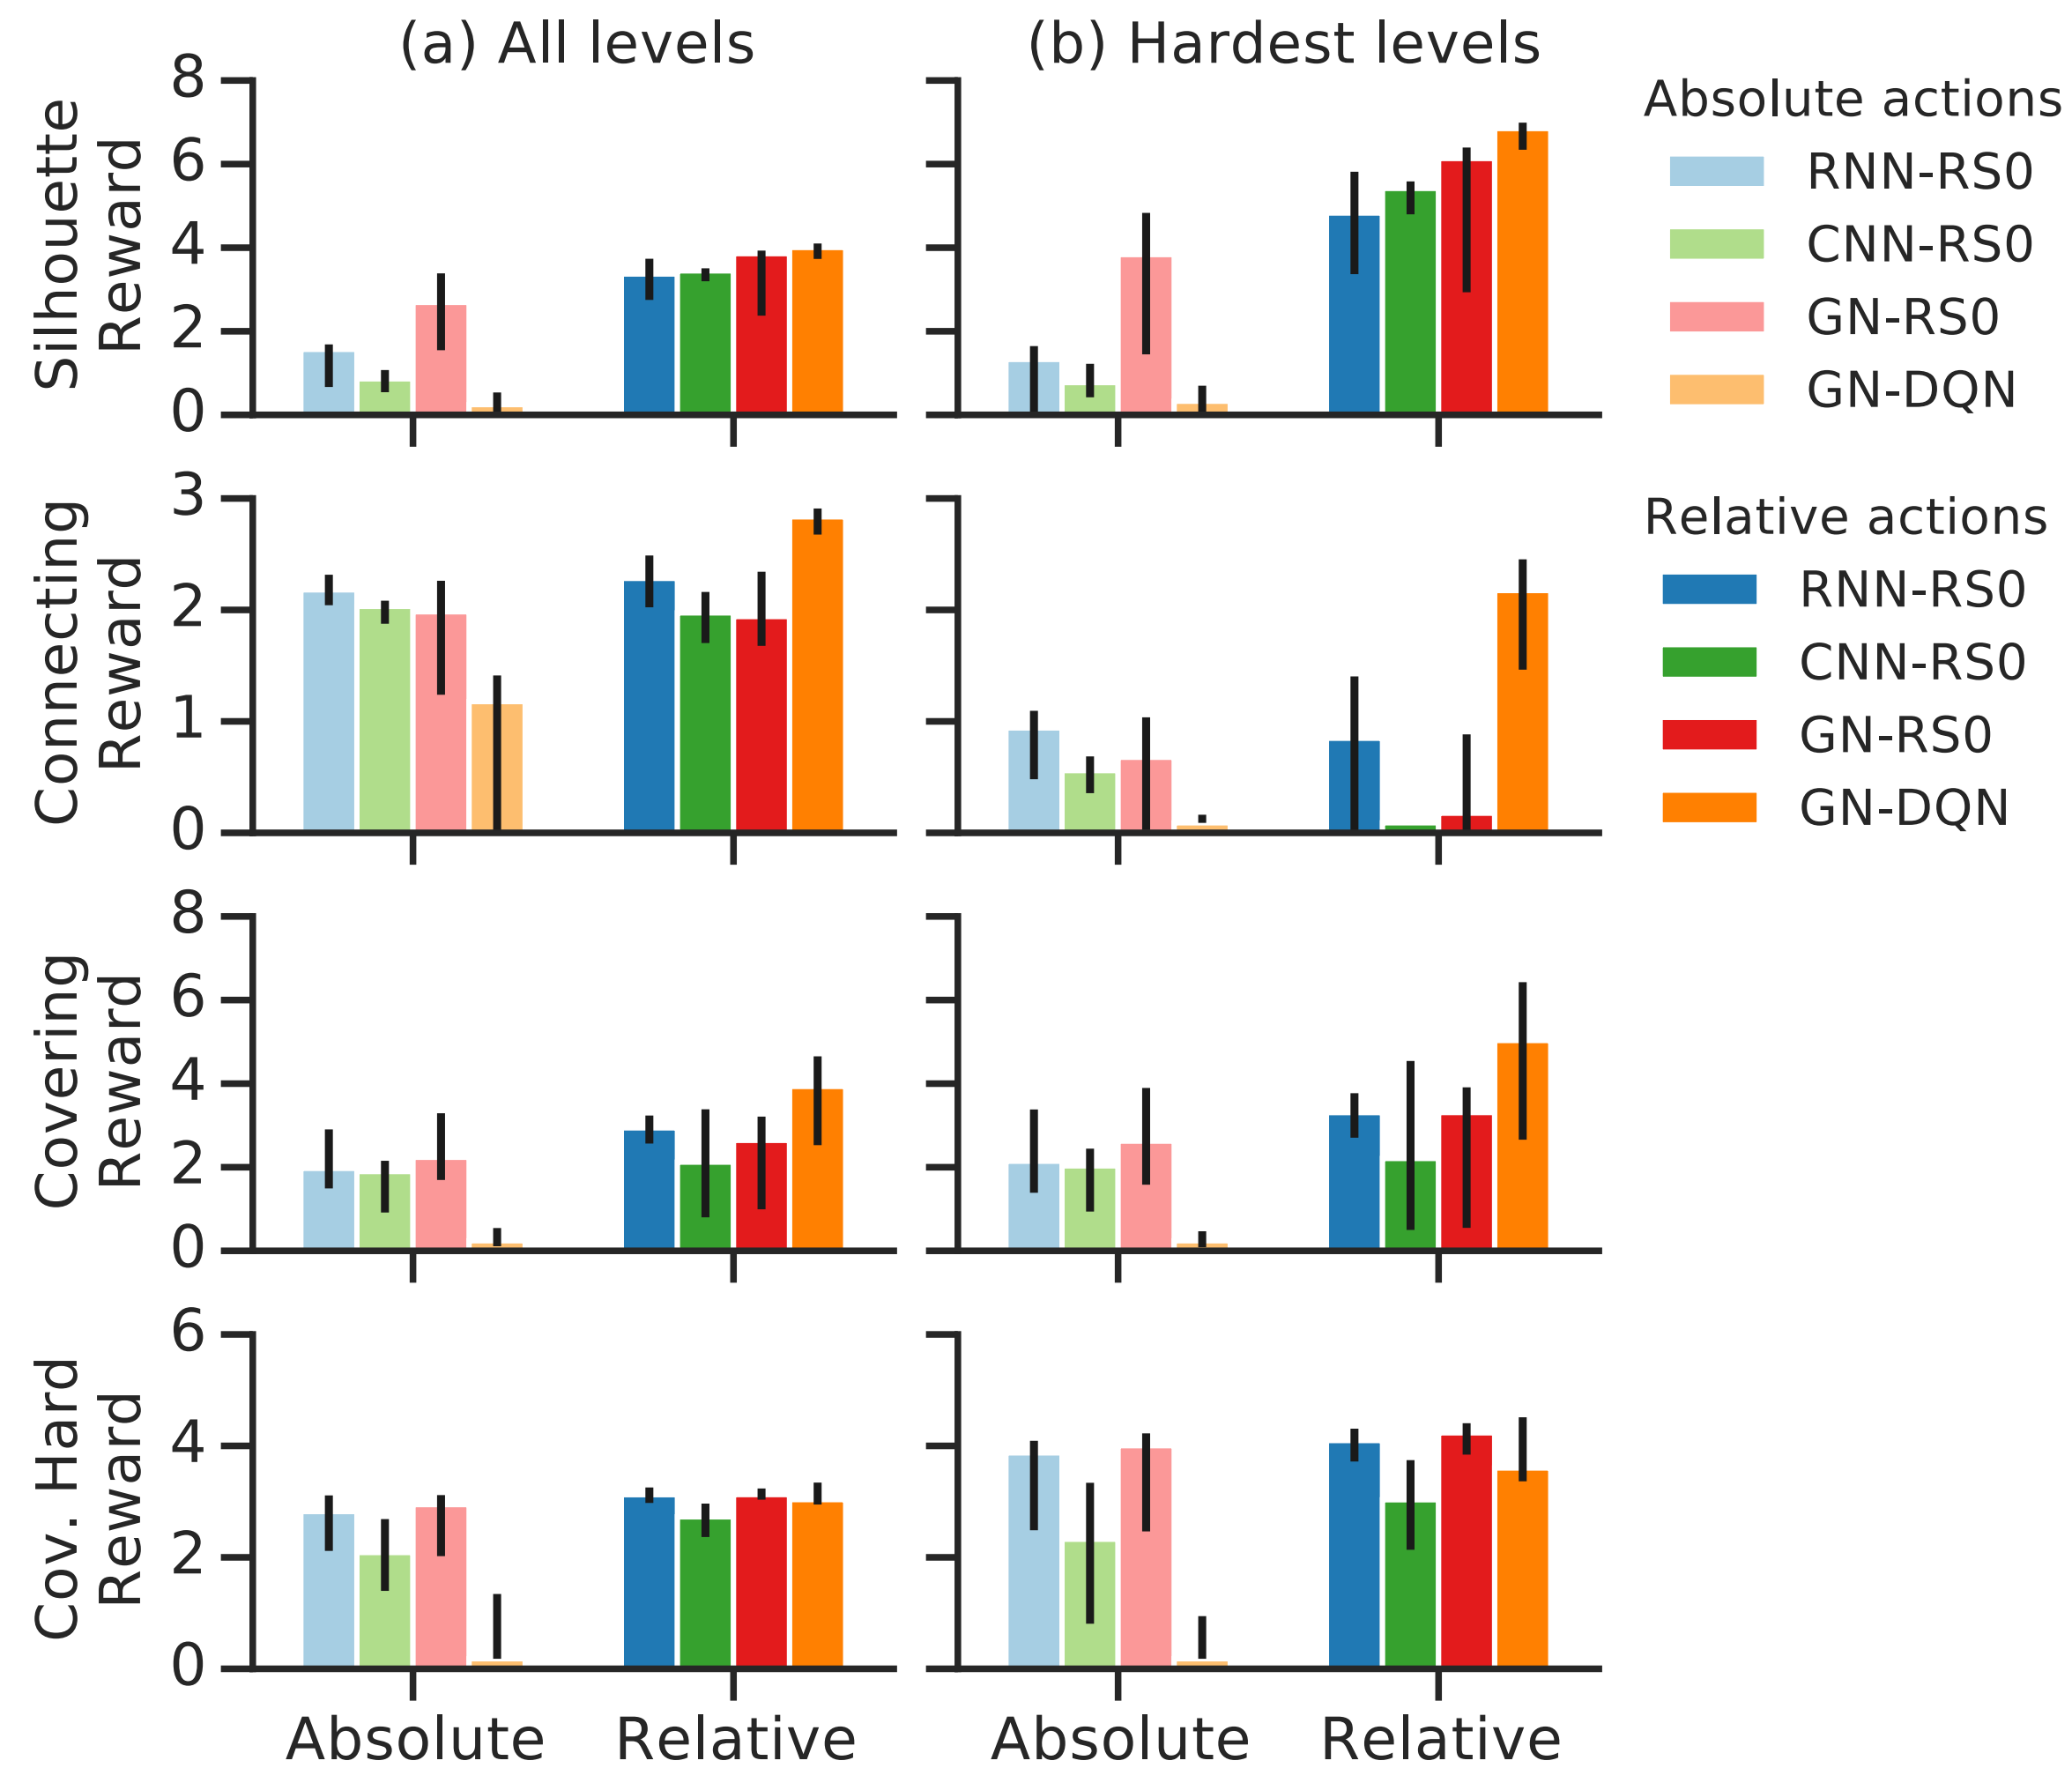 (a) All levels
(b) Hardest levels
Silhouette
Reward
8
6
4
2
0
Absolute actions
RNN-RS0
CNN-RS0
GN-RS0
GN-DQN
Connecting
Reward
3
2
1
0
Relative actions
RNN-RS0
CNN-RS0
GN-RS0
GN-DQN
Covering
Reward
8
6
4
2
0
Cov. Hard
Reward
6
4
2
0
Absolute
Relative
Absolute
Relative